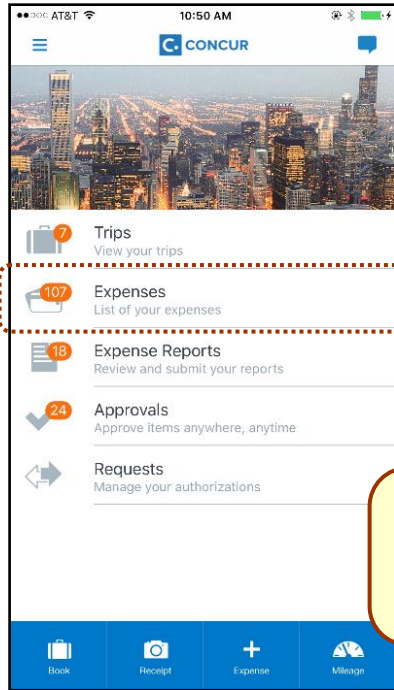 AT&T 10:50 AM
C. CONCUR
7
Trips
View your trips
107
Expenses
List of your expenses
18
Expense Reports
Review and submit your reports
24
Approvals
Approve items anywhere, anytime
Requests
Manage your authorizations
Book Receipt Expense Mileage